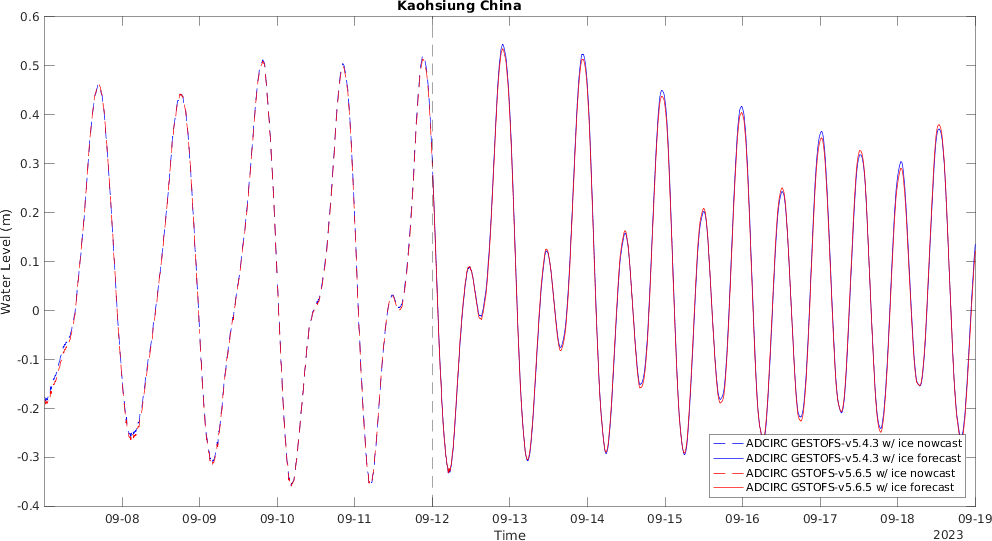 Kaohsiung China
Water Level (m)
0.6
0.5
0.4
0.3
0.2
0.1
0
-0.1
-0.2
-0.3
-0.4
ADCIRC GESTOFS-v5.4.3 w/ ice nowcast
ADCIRC GESTOFS-v5.4.3 w/ ice forecast
ADCIRC GSTOFS-v5.6.5 w/ ice nowcast
ADCIRC GSTOFS-v5.6.5 w/ ice forecast
09-08 09-09 09-10 09-11 09-12 09-13 09-14 09-15 09-16 09-17 09-18 09-19
Time
2023